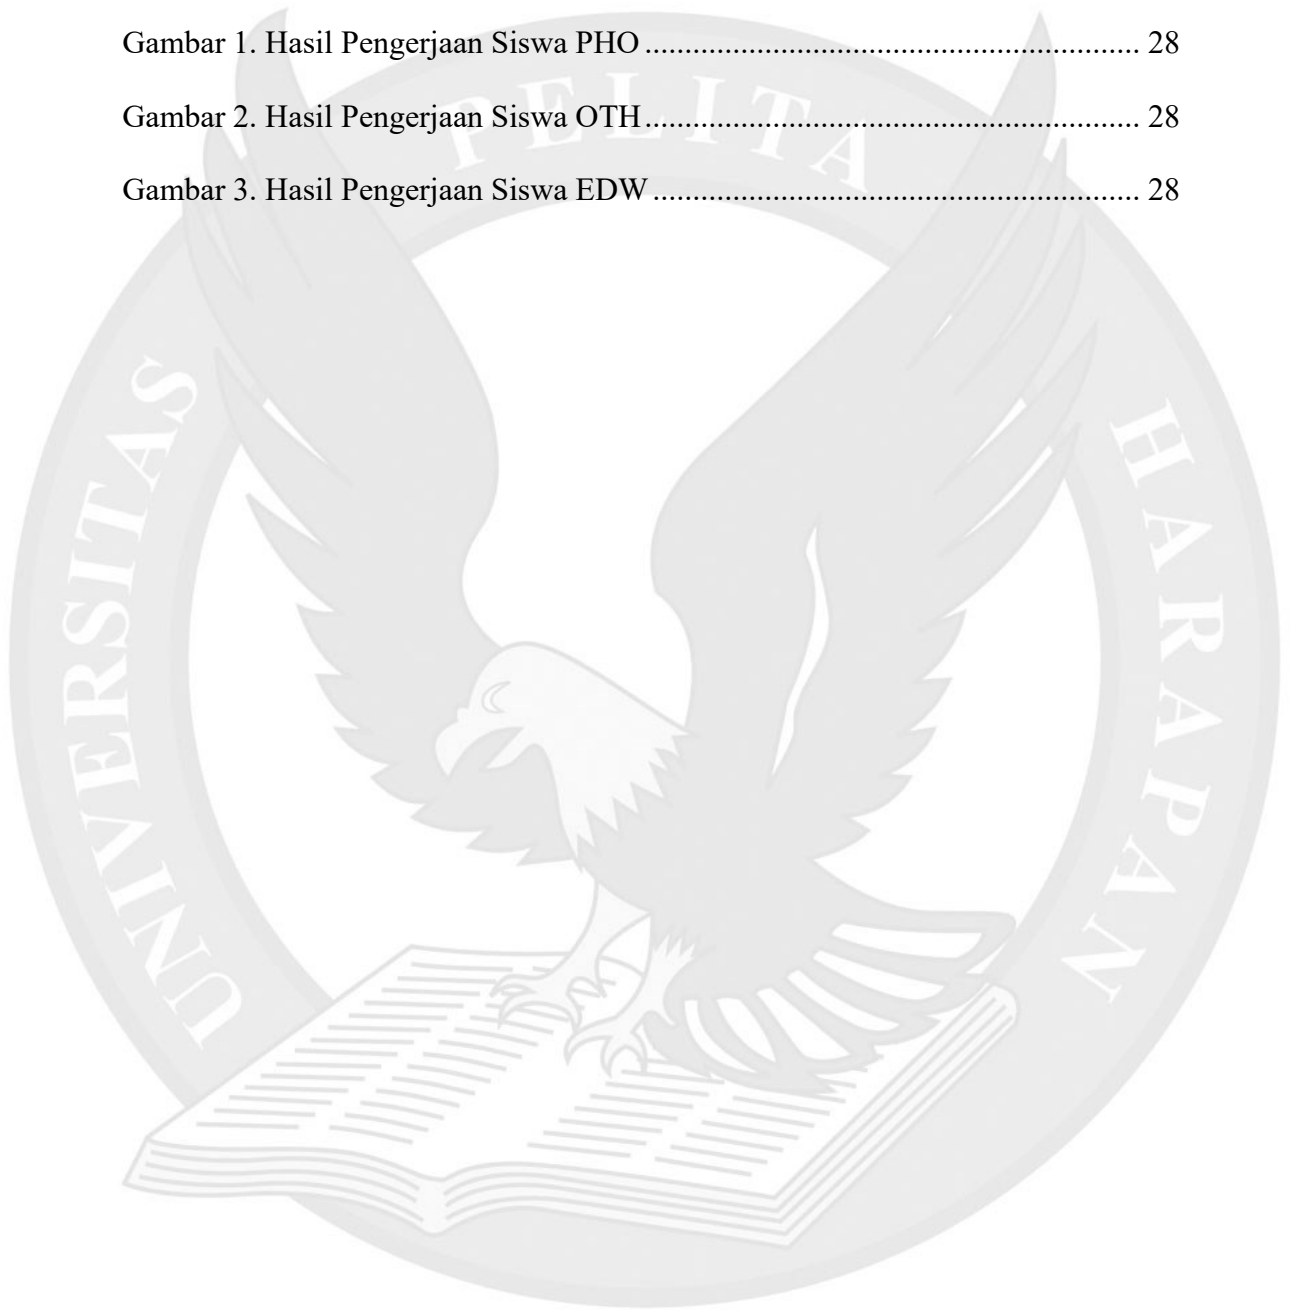 Gambar 1. Hasil Pengerjaan Siswa PHO ............................................................... 28
Gambar 2. Hasil Pengerjaan Siswa OTH ............................................................... 28
Gambar 3. Hasil Pengerjaan Siswa EDW .............................................................. 28
UNIVERSITAS PELITA HARAPAN